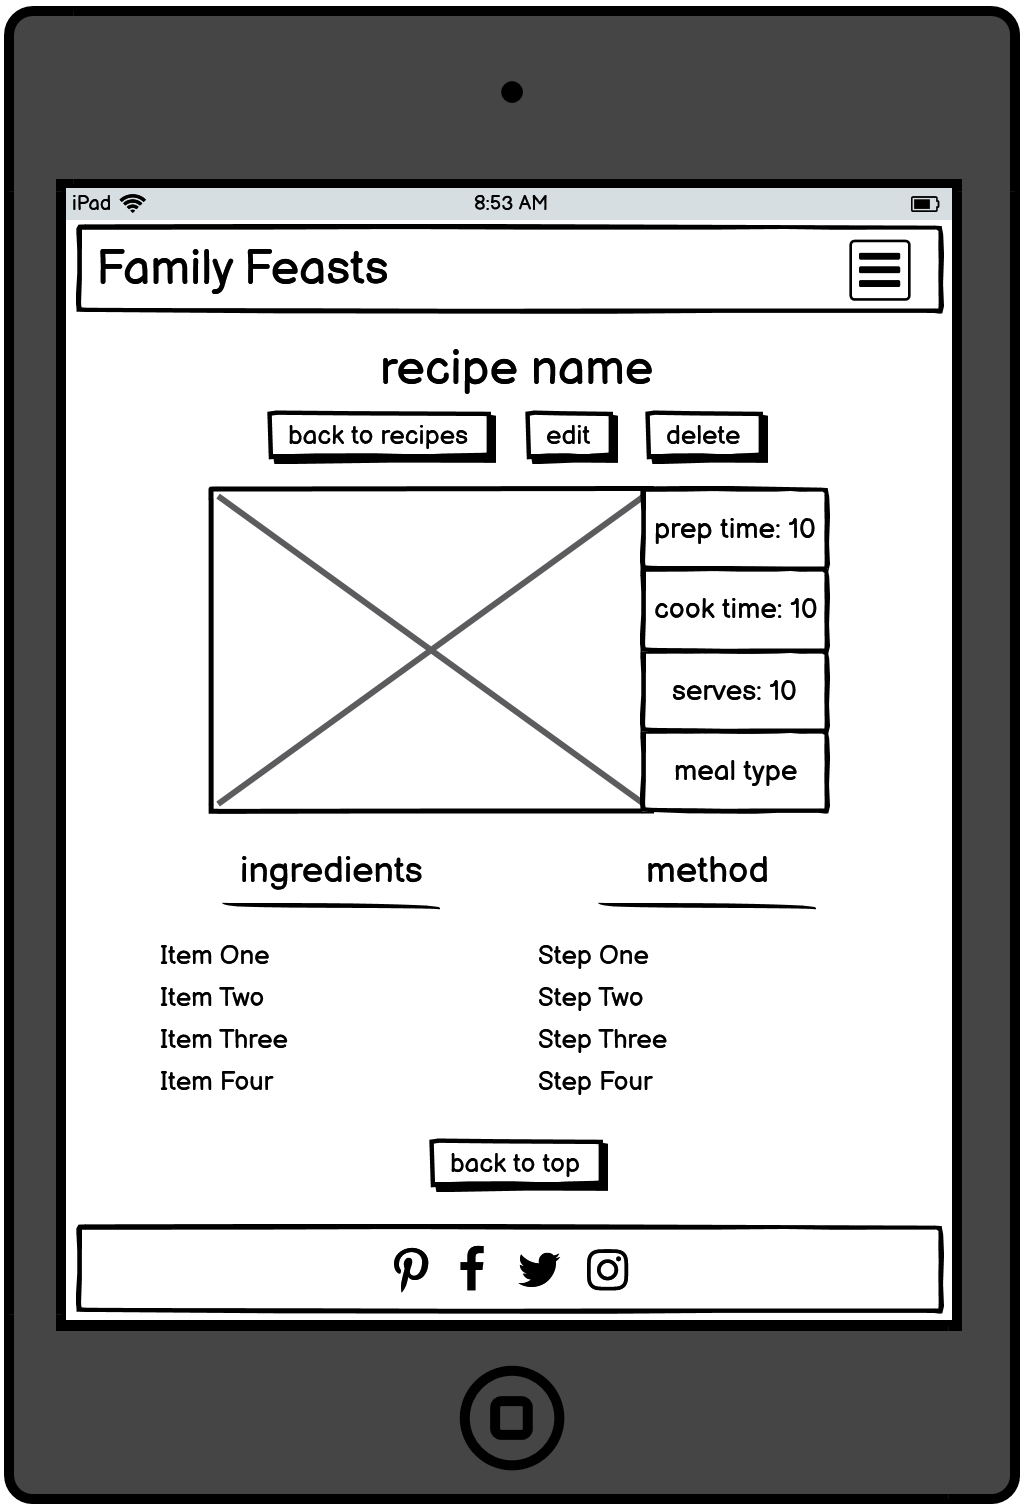 iPad 8:53 AM
Family Feasts
recipe name
back to recipes edit delete
prep time: 10
cook time: 10
serves: 10
meal type
ingredients
Item One
Item Two
Item Three
Item Four
method
Step One
Step Two
Step Three
Step Four
back to top